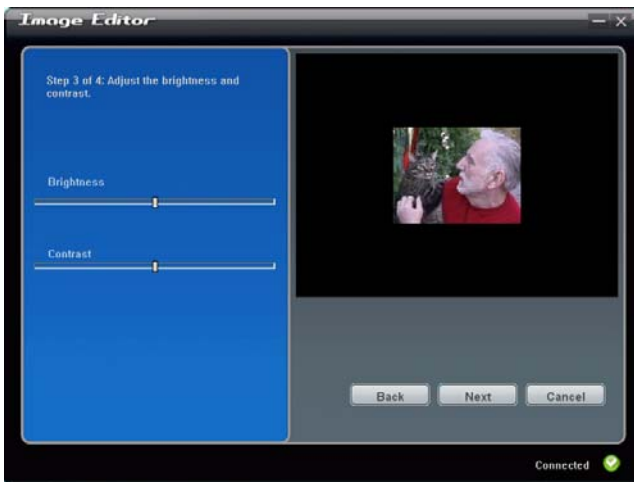 Image Editor
Step 3 of 4: Adjust the brightness and
contrast.
Brightness
Contrast
Back Next Cancel
Connected